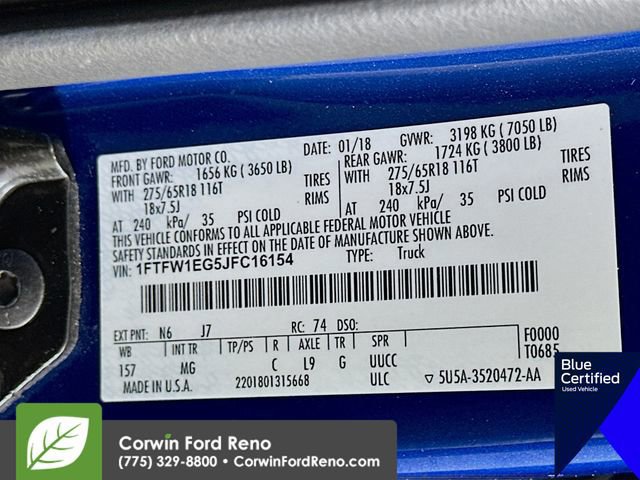 MFD. BY FORD MOTOR CO.
DATE: 01/18
GVWR: 3198 KG ( 7050 LB)
FRONT GAWR: 1656 KG ( 3650 LB)
REAR GAWR: 1724 KG ( 3800 LB)
WITH 275/65R18 116T TIRES
WITH 275/65R18 116T TIRES
18x7.5J RIMS
18x7.5J RIMS
AT 240 kPa/ 35 PSI COLD
AT 240 kPa/ 35 PSI COLD
THIS VEHICLE CONFORMS TO ALL APPLICABLE FEDERAL MOTOR VEHICLE
SAFETY STANDARDS IN EFFECT ON THE DATE OF MANUFACTURE SHOWN ABOVE.
VIN: 1FTFW1EG5JFC16154
TYPE: Truck
EXT PNT: N6 J7 RC: 74 DSO:
F0000
WB INT TR TP/PS R AXLE TR SPR
T0685
157 MG C L9 G UUCC
MADE IN U.S.A. 2201801315668 ULC ▽ 5U5A-3520472-AA
Blue
Certified
Used Vehicle
Corwin Ford Reno
(775) 329-8800 • CorwinFordReno.com